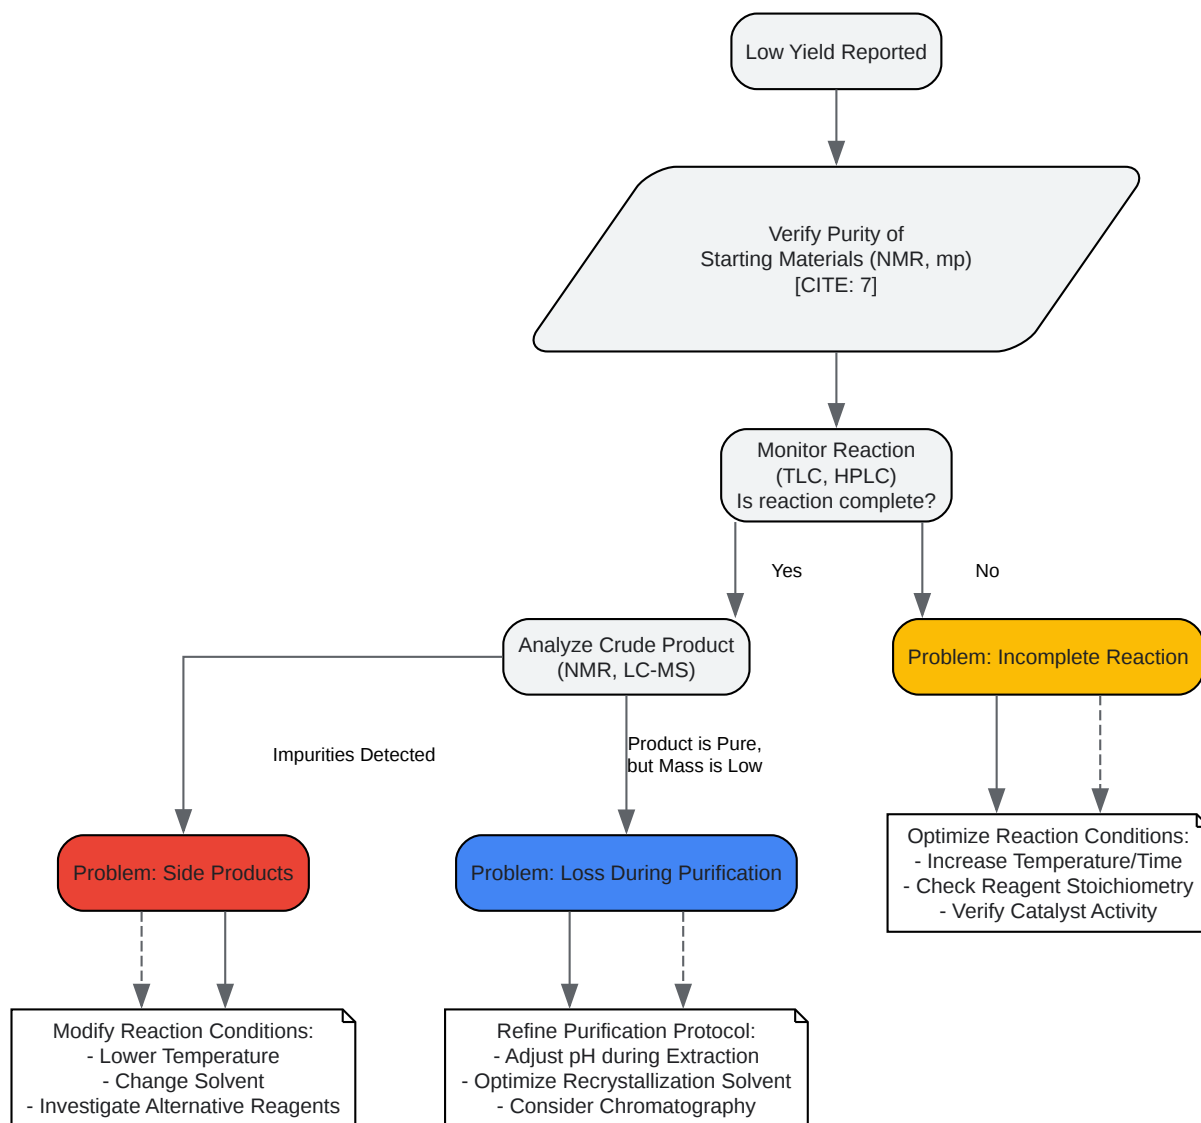 Low Yield Reported
Verify Purity of
Starting Materials (NMR, mp)
[CITE: 7]
Monitor Reaction
(TLC, HPLC)
Is reaction complete?
Yes
No
Analyze Crude Product
(NMR, LC-MS)
Problem: Incomplete Reaction
Impurities Detected
Product is Pure,
but Mass is Low
Problem: Side Products
Problem: Loss During Purification
Optimize Reaction Conditions:
- Increase Temperature/Time
- Check Reagent Stoichiometry
- Verify Catalyst Activity
Modify Reaction Conditions:
- Lower Temperature
- Change Solvent
- Investigate Alternative Reagents
Refine Purification Protocol:
- Adjust pH during Extraction
- Optimize Recrystallization Solvent
- Consider Chromatography